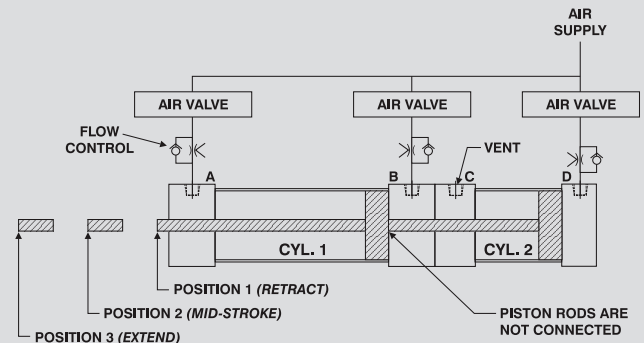 AIR
SUPPLY
AIR VALVE
AIR VALVE
AIR VALVE
FLOW
CONTROL
VENT
A
B
C
D
CYL. 1
CYL. 2
POSITION 1 (RETRACT)
POSITION 2 (MID-STROKE)
POSITION 3 (EXTEND)
PISTON RODS ARE
NOT CONNECTED